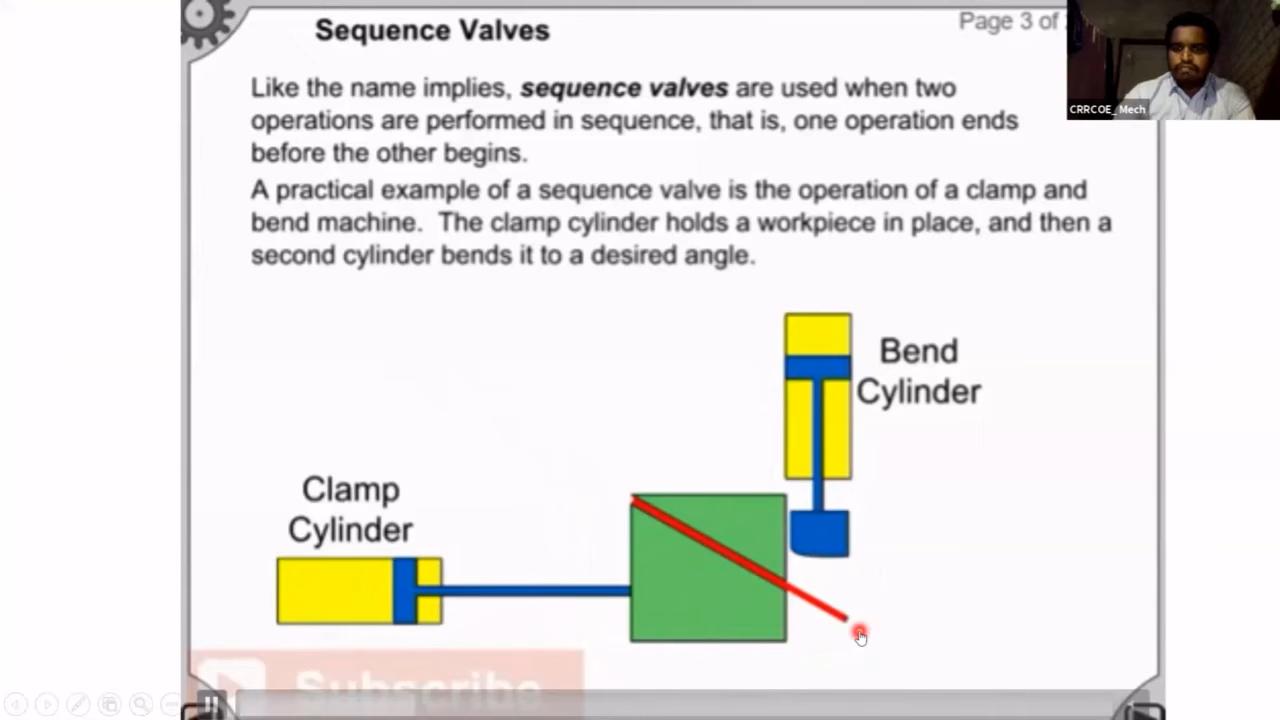 Sequence Valves
Page 3 of
CRRCOE_ Mech
Like the name implies, sequence valves are used when two
operations are performed in sequence, that is, one operation ends
before the other begins.
A practical example of a sequence valve is the operation of a clamp and
bend machine. The clamp cylinder holds a workpiece in place, and then a
second cylinder bends it to a desired angle.
Bend
Cylinder
Clamp
Cylinder
Subscribe